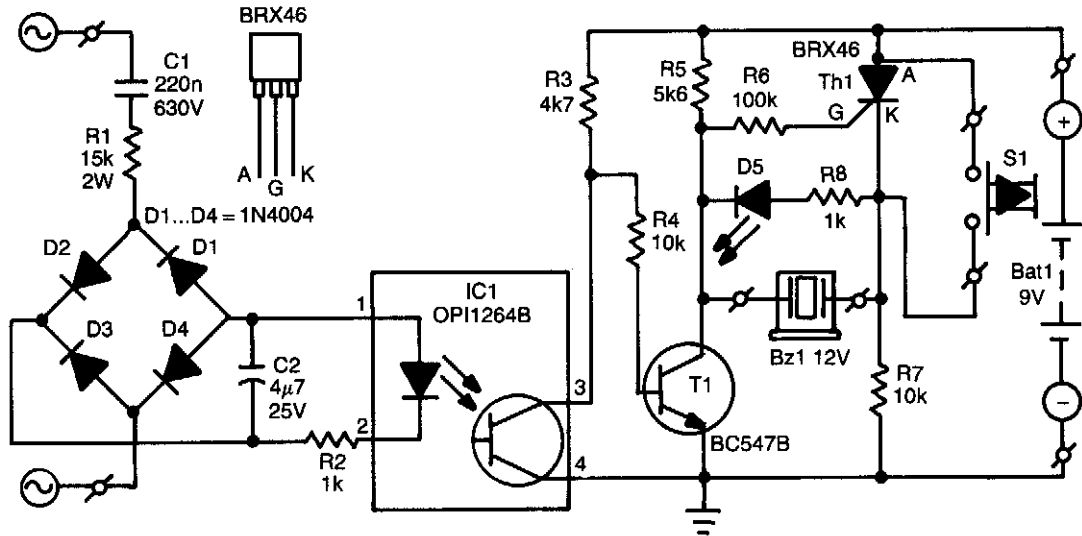 BRX46
A
G
K
C1
220n
630V
R1
15k
2W
D1...D4 = 1N4004
D2
D1
D3
D4
C2
4μ7
25V
R2
1k
IC1
OPI1264B
1
2
3
4
R3
4k7
R4
10k
R5
5k6
R6
100k
BRX46
Th1
A
G
K
D5
R8
1k
Bz1 12V
T1
BC547B
R7
10k
S1
+
Bat1
9V
−